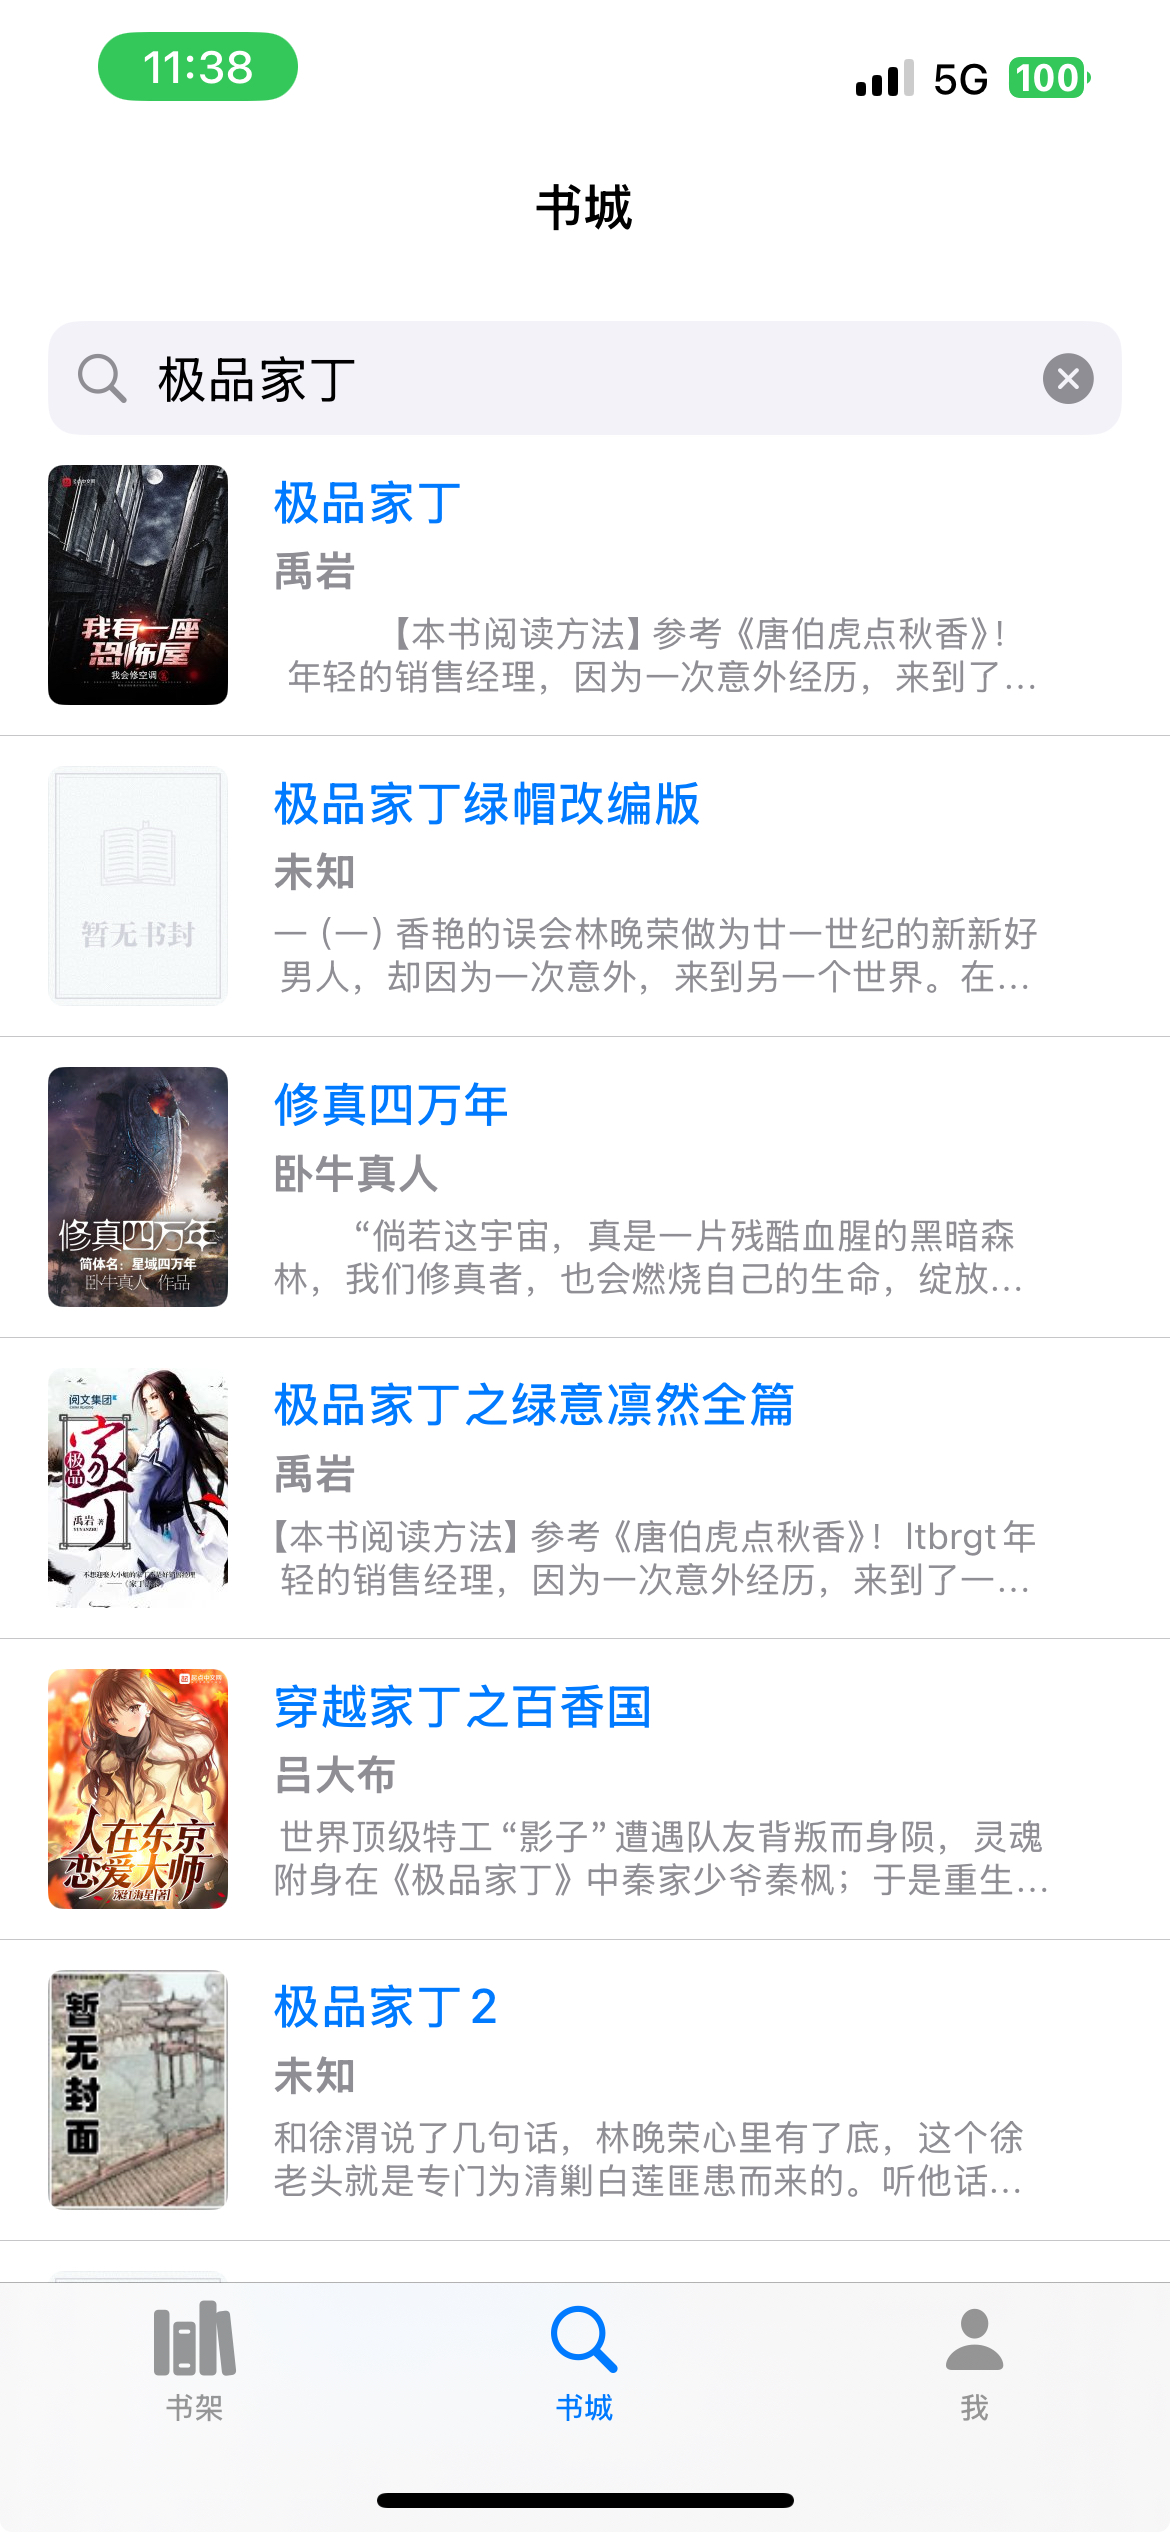 11:38
5G
100
书城
极品家丁
我有一座
恐怖屋
我会修空调
极品家丁
禹岩
【本书阅读方法】参考《唐伯虎点秋香》!
年轻的销售经理，因为一次意外经历，来到了...
暂无书封
极品家丁绿帽改编版
未知
一 (一) 香艳的误会林晚荣做为廿一世纪的新新好
男人，却因为一次意外，来到另一个世界。在...
修真四万年
简体名：星域四万年
卧牛真人 作品
修真四万年
卧牛真人
“倘若这宇宙，真是一片残酷血腥的黑暗森
林，我们修真者，也会燃烧自己的生命，绽放...
阅文集团
极品
家丁
禹岩 著
极品家丁之绿意凛然全篇
禹岩
【本书阅读方法】参考《唐伯虎点秋香》！ltbrgt年
轻的销售经理，因为一次意外经历，来到了一...
人在东京
恋爱大师
深红海星[著]
穿越家丁之百香国
吕大布
世界顶级特工“影子”遭遇队友背叛而身陨，灵魂
附身在《极品家丁》中秦家少爷秦枫；于是重生...
暂无封面
极品家丁2
未知
和徐渭说了几句话，林晚荣心里有了底，这个徐
老头就是专门为清剿白莲匪患而来的。听他话...
书架
书城
我